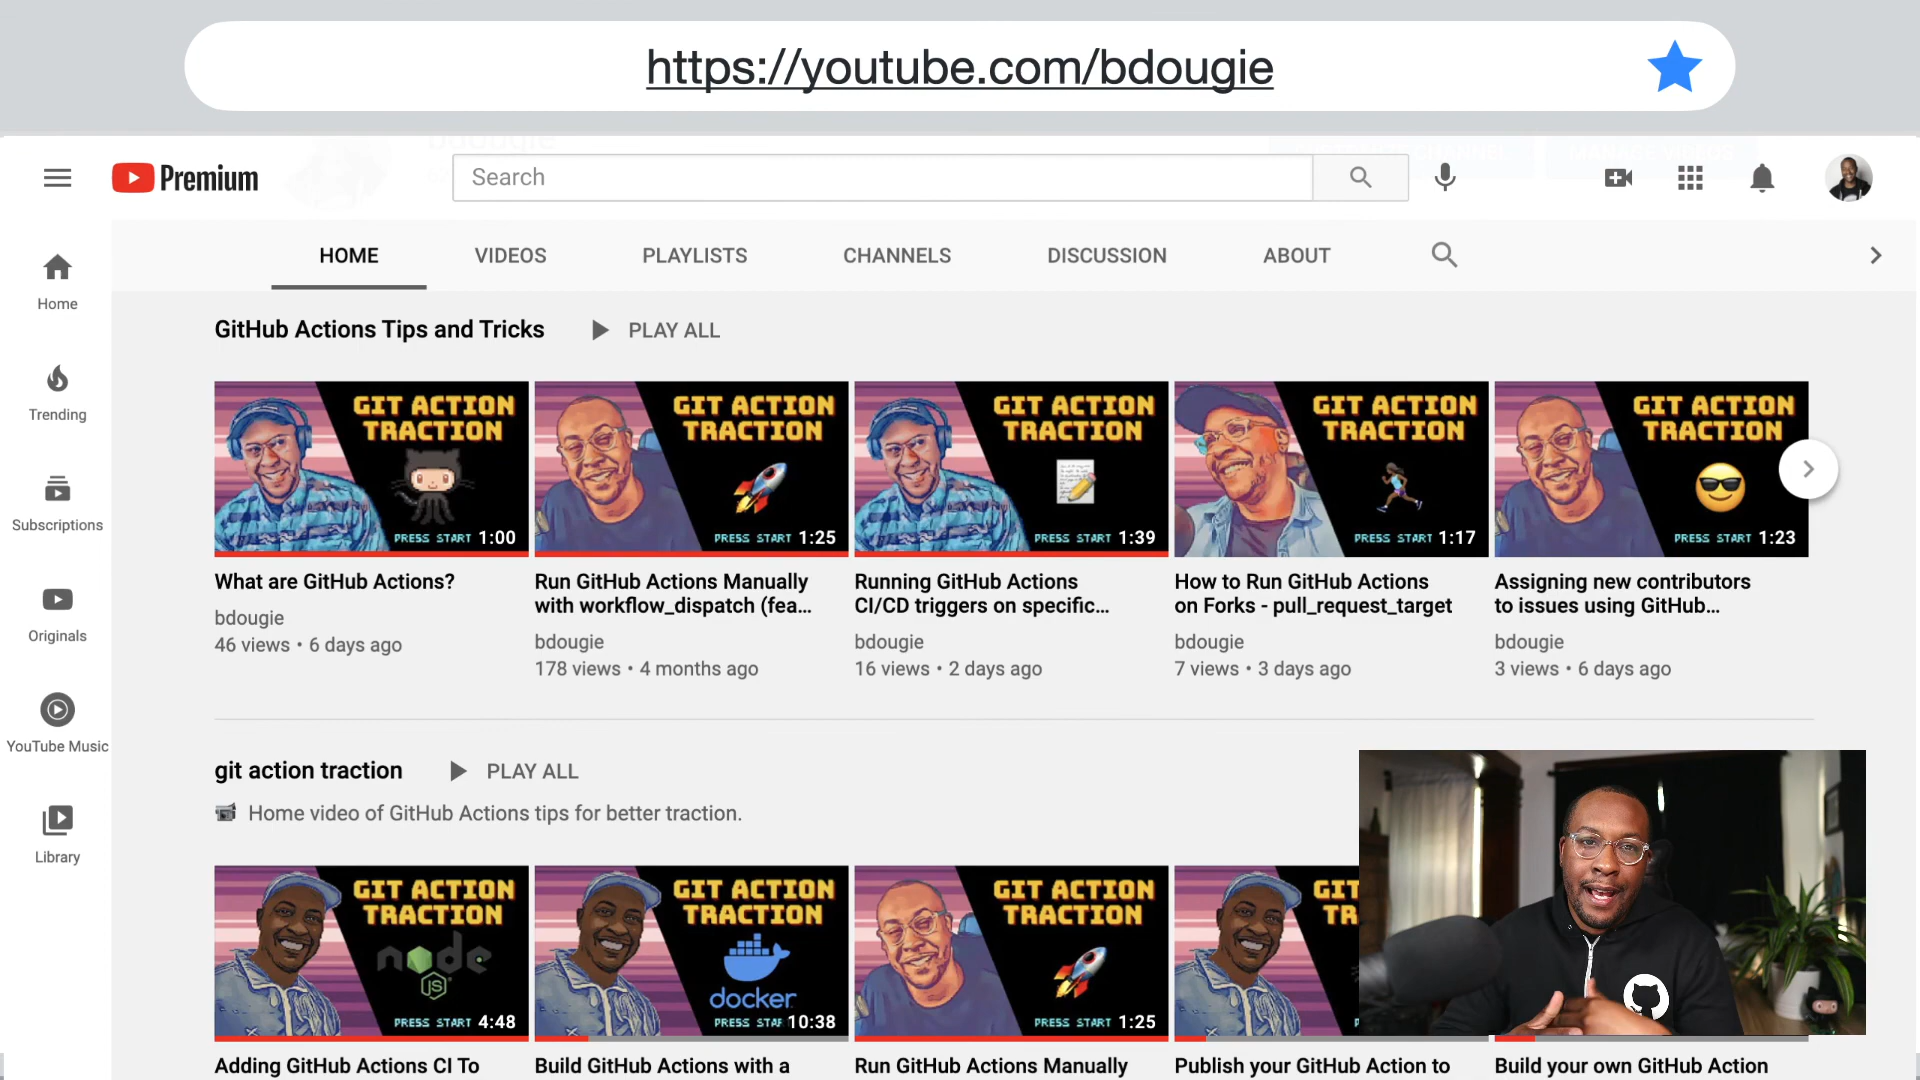 https://youtube.com/bdougie
Premium
Search
HOME VIDEOS PLAYLISTS CHANNELS DISCUSSION ABOUT
Home
Trending
Subscriptions
Originals
YouTube Music
Library
GitHub Actions Tips and Tricks PLAY ALL
GIT ACTION TRACTION
PRESS START 1:00
What are GitHub Actions?
bdougie
46 views • 6 days ago
GIT ACTION TRACTION
PRESS START 1:25
Run GitHub Actions Manually
with workflow_dispatch (fea...
bdougie
178 views • 4 months ago
GIT ACTION TRACTION
PRESS START 1:39
Running GitHub Actions
CI/CD triggers on specific...
bdougie
16 views • 2 days ago
GIT ACTION TRACTION
PRESS START 1:17
How to Run GitHub Actions
on Forks - pull_request_target
bdougie
7 views • 3 days ago
GIT ACTION TRACTION
PRESS START 1:23
Assigning new contributors
to issues using GitHub...
bdougie
3 views • 6 days ago
git action traction PLAY ALL
Home video of GitHub Actions tips for better traction.
GIT ACTION TRACTION
node
JS
PRESS START 4:48
Adding GitHub Actions CI To
GIT ACTION TRACTION
docker
PRESS STAF 10:38
Build GitHub Actions with a
GIT ACTION TRACTION
PRESS START 1:25
Run GitHub Actions Manually
GIT
TR
Publish your GitHub Action to
Build your own GitHub Action